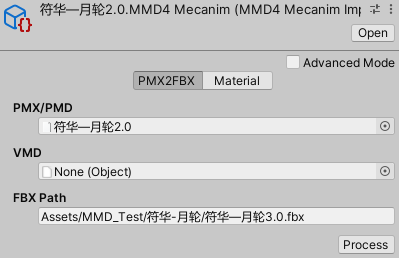 符华—月轮2.0.MMD4 Mecanim (MMD4 Mecanim Imp
Open
Advanced Mode
PMX2FBX
Material
PMX/PMD
符华—月轮2.0
VMD
None (Object)
FBX Path
Assets/MMD_Test/符华-月轮/符华—月轮3.0.fbx
Process